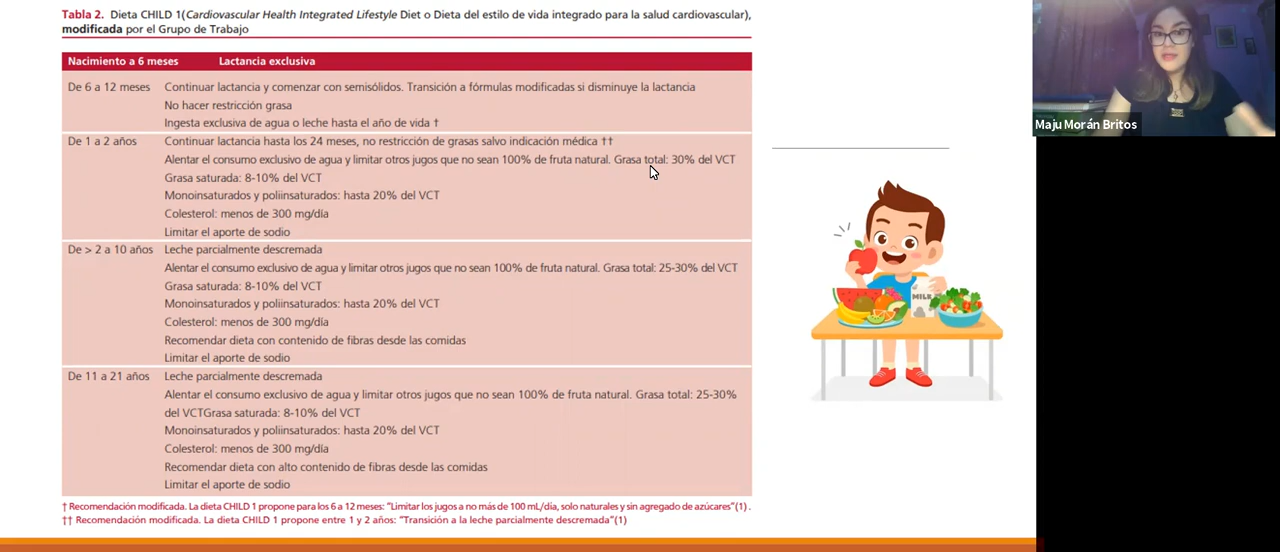 Tabla 2. Dieta CHILD 1(Cardiovascular Health Integrated Lifestyle Diet o Dieta del estilo de vida integrado para la salud cardiovascular),
modificada por el Grupo de Trabajo
Nacimiento a 6 meses Lactancia exclusiva
De 6 a 12 meses Continuar lactancia y comenzar con semisólidos. Transición a fórmulas modificadas si disminuye la lactancia
No hacer restricción grasa
Ingesta exclusiva de agua o leche hasta el año de vida †
De 1 a 2 años Continuar lactancia hasta los 24 meses, no restricción de grasas salvo indicación médica ††
Alentar el consumo exclusivo de agua y limitar otros jugos que no sean 100% de fruta natural. Grasa total: 30% del VCT
Grasa saturada: 8-10% del VCT
Monoinsaturados y poliinsaturados: hasta 20% del VCT
Colesterol: menos de 300 mg/día
Limitar el aporte de sodio
De > 2 a 10 años Leche parcialmente descremada
Alentar el consumo exclusivo de agua y limitar otros jugos que no sean 100% de fruta natural. Grasa total: 25-30% del VCT
Grasa saturada: 8-10% del VCT
Monoinsaturados y poliinsaturados: hasta 20% del VCT
Colesterol: menos de 300 mg/día
Recomendar dieta con contenido de fibras desde las comidas
Limitar el aporte de sodio
De 11 a 21 años Leche parcialmente descremada
Alentar el consumo exclusivo de agua y limitar otros jugos que no sean 100% de fruta natural. Grasa total: 25-30%
del VCTGrasa saturada: 8-10% del VCT
Monoinsaturados y poliinsaturados: hasta 20% del VCT
Colesterol: menos de 300 mg/día
Recomendar dieta con alto contenido de fibras desde las comidas
Limitar el aporte de sodio
† Recomendación modificada. La dieta CHILD 1 propone para los 6 a 12 meses: “Limitar los jugos a no más de 100 mL/día, solo naturales y sin agregado de azúcares”(1) .
†† Recomendación modificada. La dieta CHILD 1 propone entre 1 y 2 años: “Transición a la leche parcialmente descremada”(1)
MILK
Maju Morán Britos